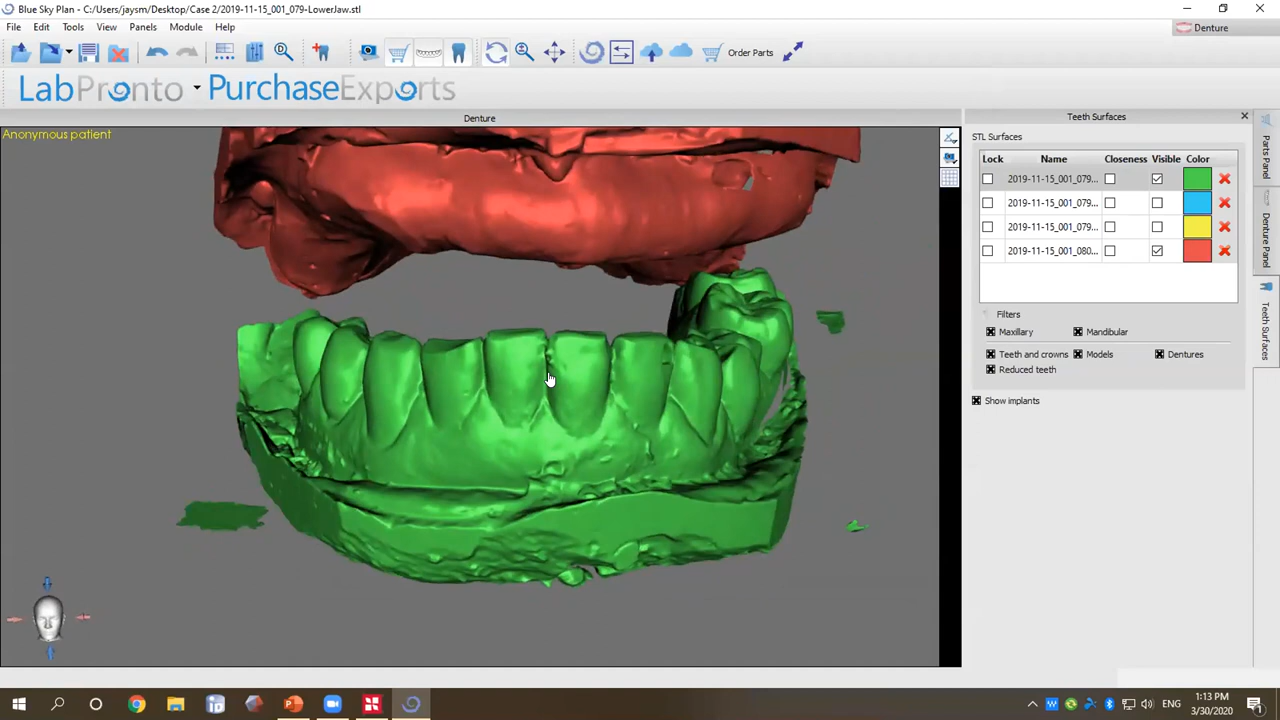 Blue Sky Plan - C:/Users/jaysm/Desktop/Case 2/2019-11-15_001_079-LowerJaw.stl
File Edit Tools View Panels Module Help
Denture
Order Parts
LabPronto PurchaseExports
Denture
Anonymous patient
Teeth Surfaces
STL Surfaces
Lock Name Closeness Visible Color
2019-11-15_001_079...
2019-11-15_001_079...
2019-11-15_001_079...
2019-11-15_001_080...
Filters
Maxillary Mandibular
Teeth and crowns Models Dentures
Reduced teeth
Show implants
Parts Panel
Denture Panel
Teeth Surfaces
1:13 PM
3/30/2020